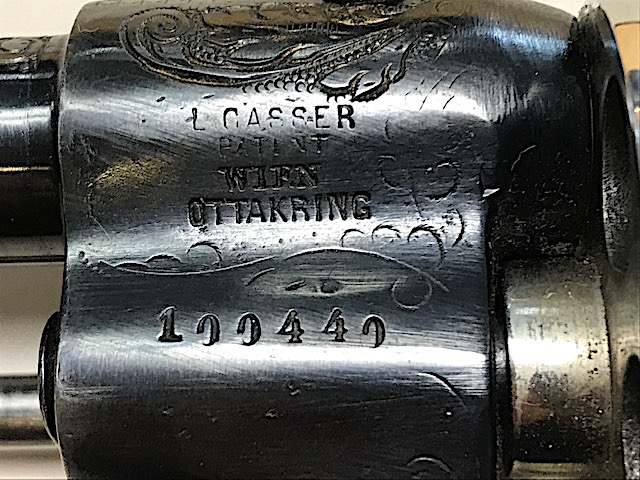 L GASSER
PATENT
WIEN
OTTAKRING
100440